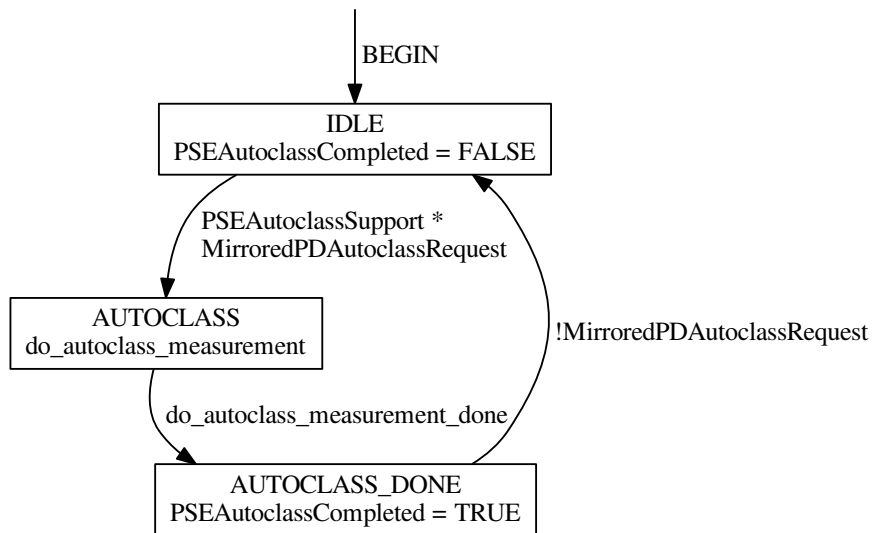 BEGIN
IDLE
PSEAutoclassCompleted = FALSE
PSEAutoclassSupport *
MirroredPDAutoclassRequest
AUTOCLASS
do_autoclass_measurement
!MirroredPDAutoclassRequest
do_autoclass_measurement_done
AUTOCLASS_DONE
PSEAutoclassCompleted = TRUE